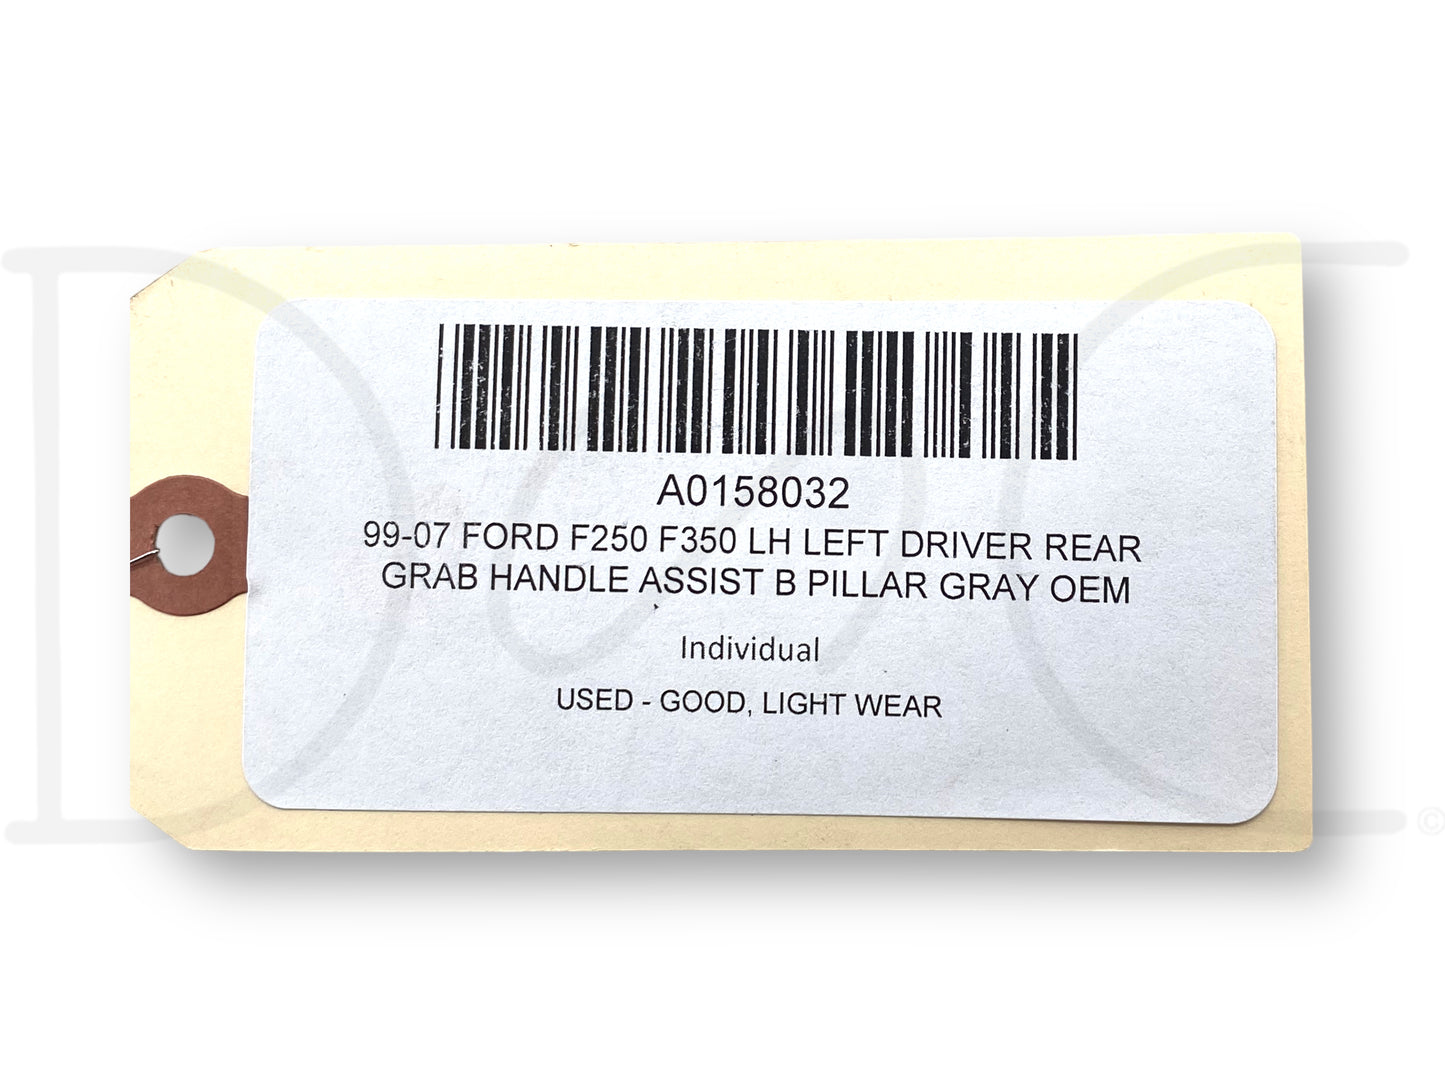 A0158032
99-07 FORD F250 F350 LH LEFT DRIVER REAR
GRAB HANDLE ASSIST B PILLAR GRAY OEM
Individual
USED - GOOD, LIGHT WEAR
©